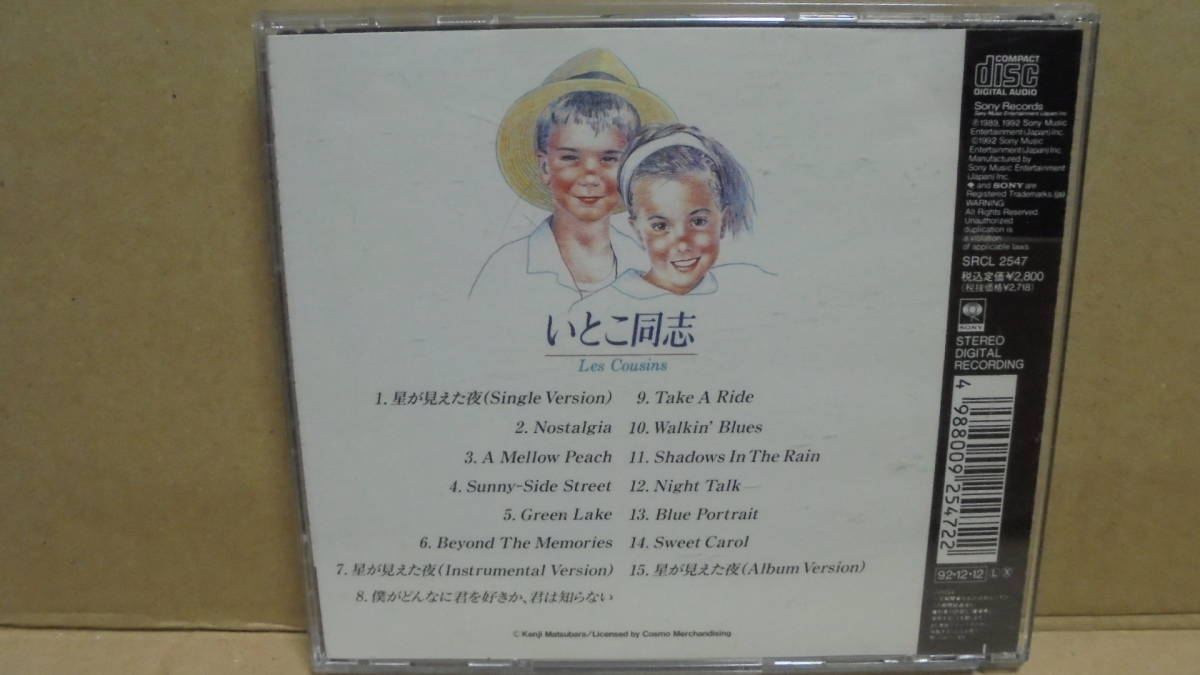 いとこ同志
Les Cousins
1. 星が見えた夜(Single Version)
2. Nostalgia
3. A Mellow Peach
4. Sunny-Side Street
5. Green Lake
6. Beyond The Memories
7. 星が見えた夜(Instrumental Version)
8. 僕がどんなに君を好きか、君は知らない
9. Take A Ride
10. Walkin' Blues
11. Shadows In The Rain
12. Night Talk
13. Blue Portrait
14. Sweet Carol
15. 星が見えた夜(Album Version)
© Kenji Matsubara/Licensed by Cosmo Merchandising
COMPACT
disc
DIGITAL AUDIO
Sony Records
Sony Music Entertainment (Japan) Inc.
℗1989, 1992 Sony Music
Entertainment(Japan) Inc.
©1992 Sony Music
Entertainment(Japan) Inc.
Manufactured by
Sony Music Entertainment
(Japan) Inc.
and SONY are
Registered Trademarks
WARNING
All Rights Reserved.
Unauthorized
duplication is
a violation
of applicable laws.
SRCL 2547
税込定価¥2,800
(税抜価格¥2,718)
SONY
STEREO
DIGITAL
RECORDING
4 988009 254722
92・12・12 L X